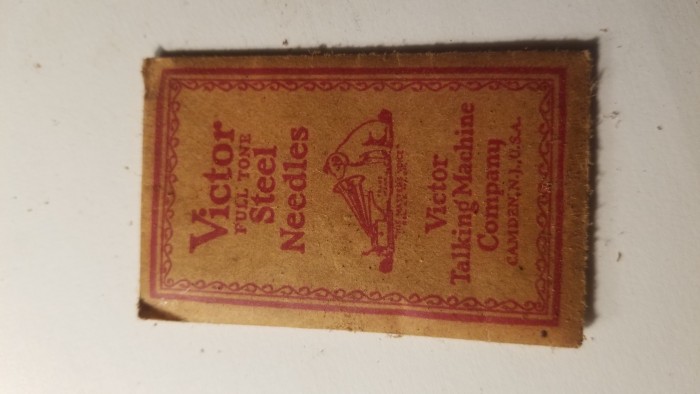 Victor
FULL TONE
Steel
Needles
Victor
Talking Machine
Company
CAMDEN, N.J., U.S.A.